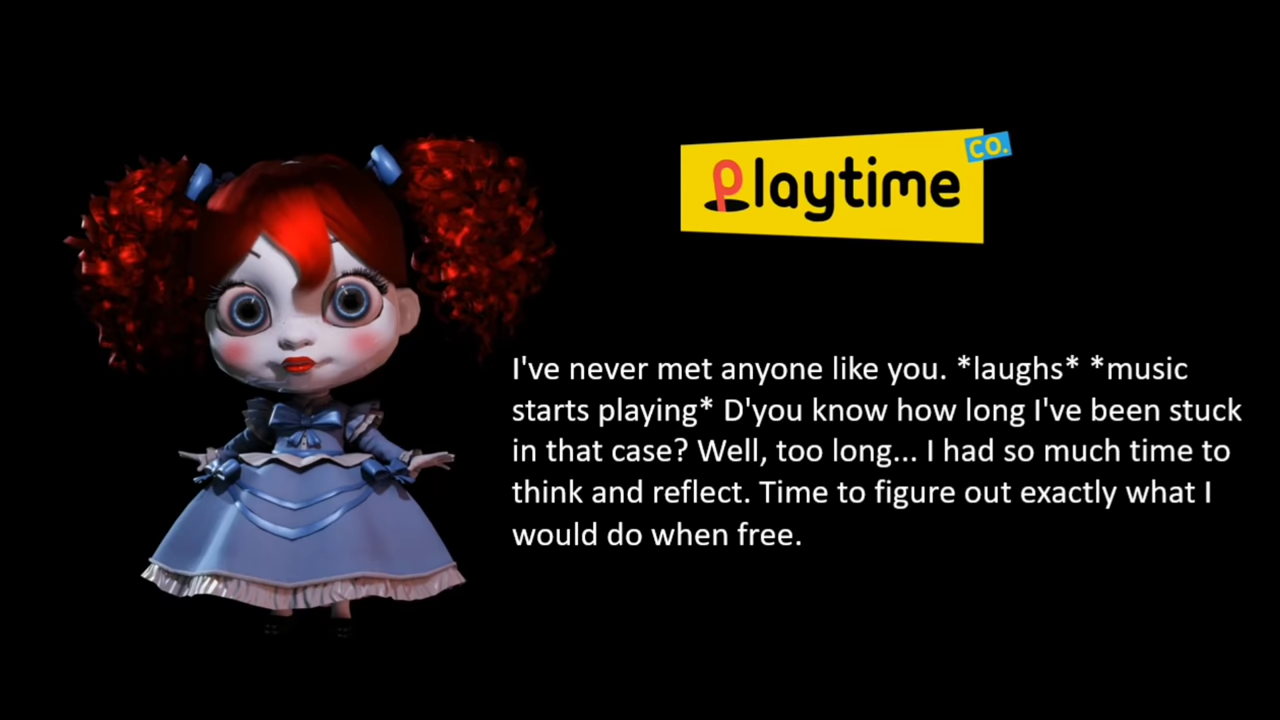 playtime
CO.
I've never met anyone like you. *laughs* *music
starts playing* D'you know how long I've been stuck
in that case? Well, too long... I had so much time to
think and reflect. Time to figure out exactly what I
would do when free.